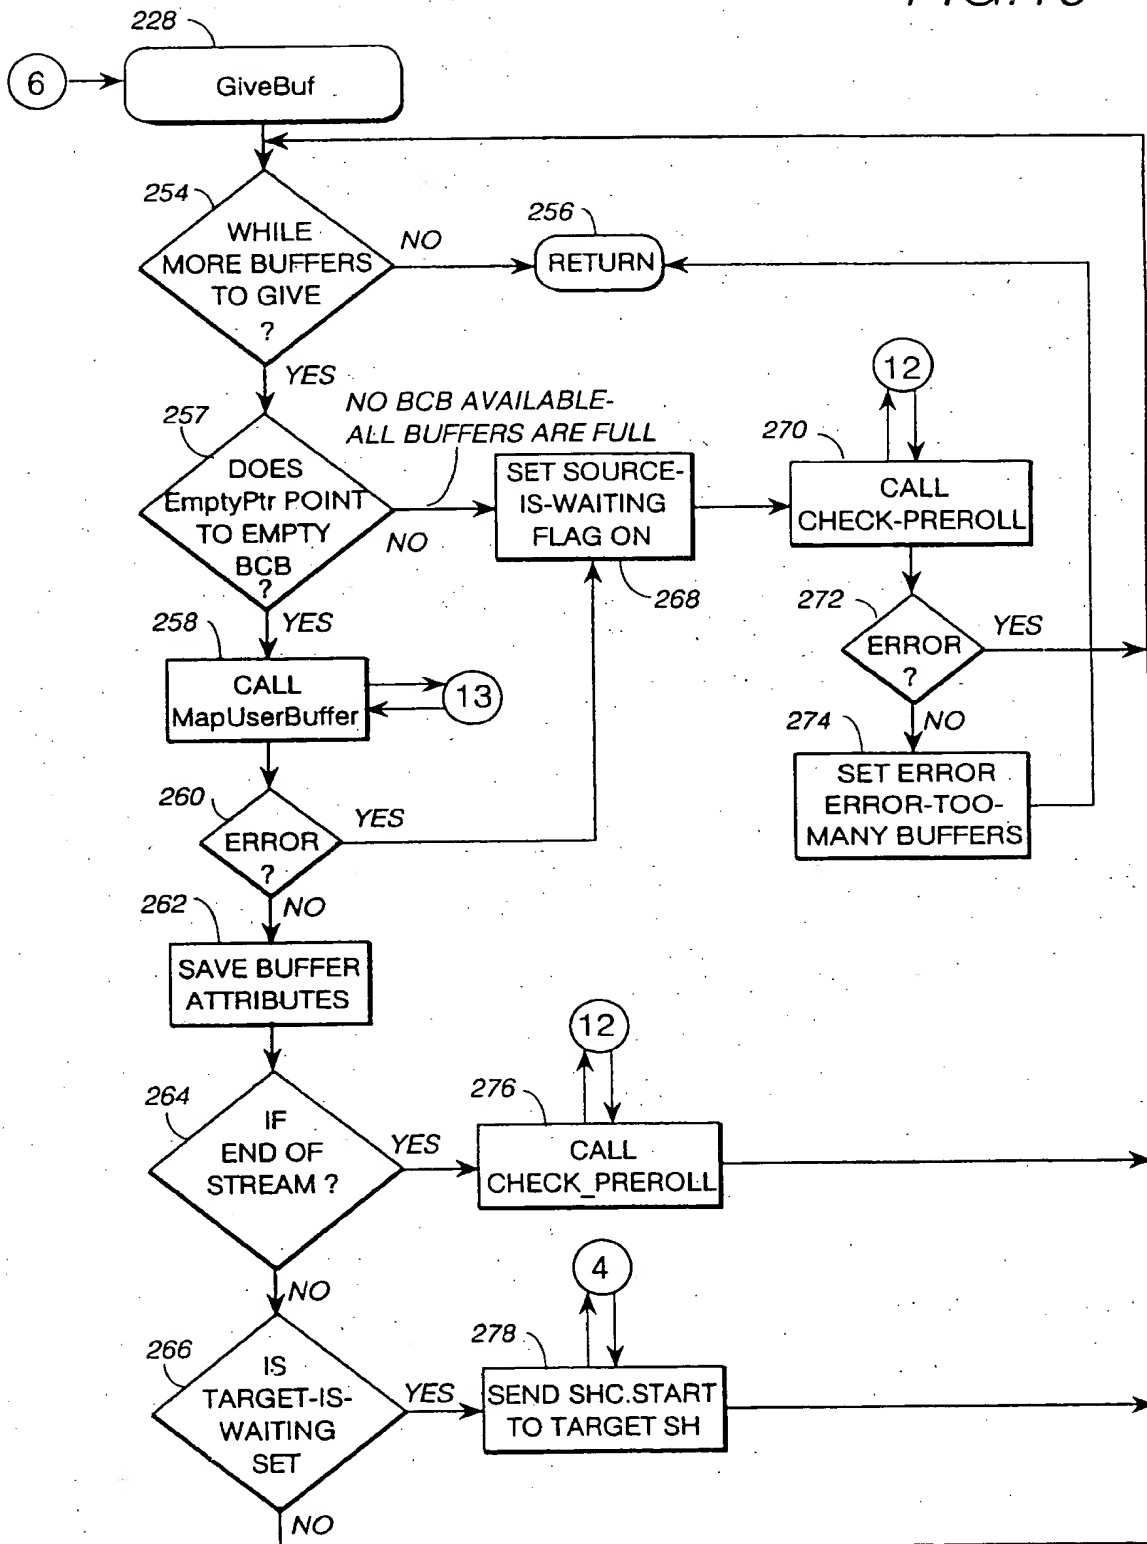 FIG.
228
6
GiveBuf
254
WHILE
MORE BUFFERS
TO GIVE
?
NO
256
RETURN
YES
257
DOES
EmptyPtr POINT
TO EMPTY
BCB
?
NO BCB AVAILABLE-
ALL BUFFERS ARE FULL
NO
SET SOURCE-
IS-WAITING
FLAG ON
268
12
270
CALL
CHECK-PREROLL
272
ERROR
?
YES
NO
274
SET ERROR
ERROR-TOO-
MANY BUFFERS
YES
258
CALL
MapUserBuffer
13
260
ERROR
?
YES
NO
262
SAVE BUFFER
ATTRIBUTES
264
IF
END OF
STREAM ?
YES
12
276
CALL
CHECK_PREROLL
NO
266
IS
TARGET-IS-
WAITING
SET
YES
4
278
SEND SHC.START
TO TARGET SH
NO